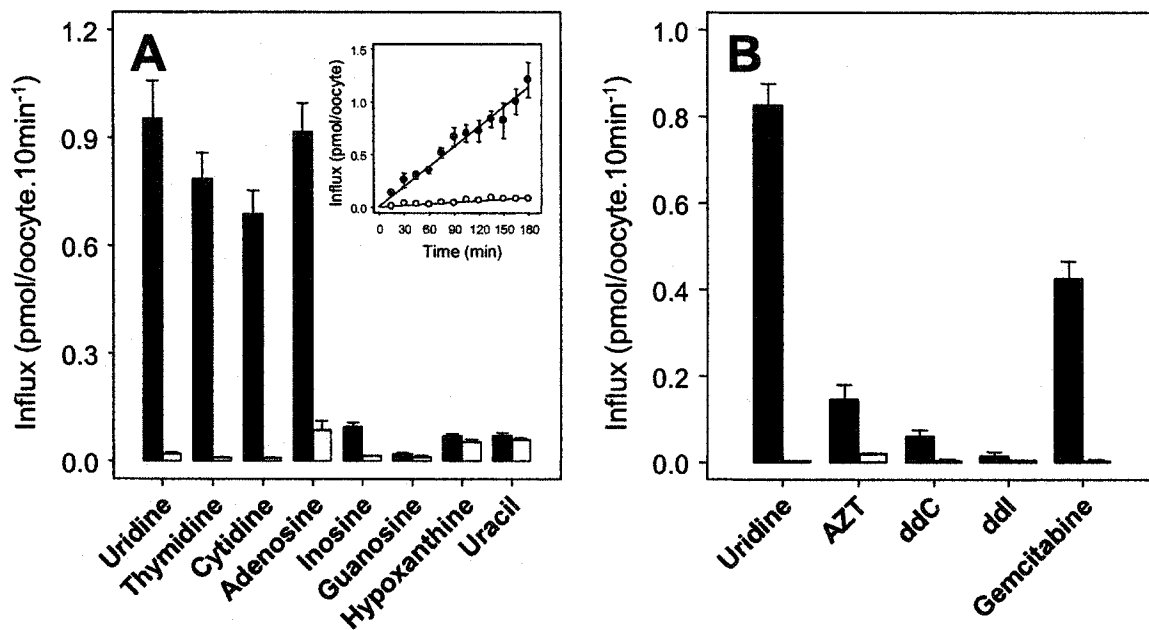 A
Influx (pmol/oocyte.10min⁻¹)
1.2
0.9
0.6
0.3
0.0
Uridine
Thymidine
Cytidine
Adenosine
Inosine
Guanosine
Hypoxanthine
Uracil
Influx (pmol/oocyte)
1.5
1.0
0.5
0.0
0 30 60 90 120 150 180
Time (min)
B
Influx (pmol/oocyte.10min⁻¹)
1.0
0.8
0.6
0.4
0.2
0.0
Uridine
AZT
ddC
ddI
Gemcitabine